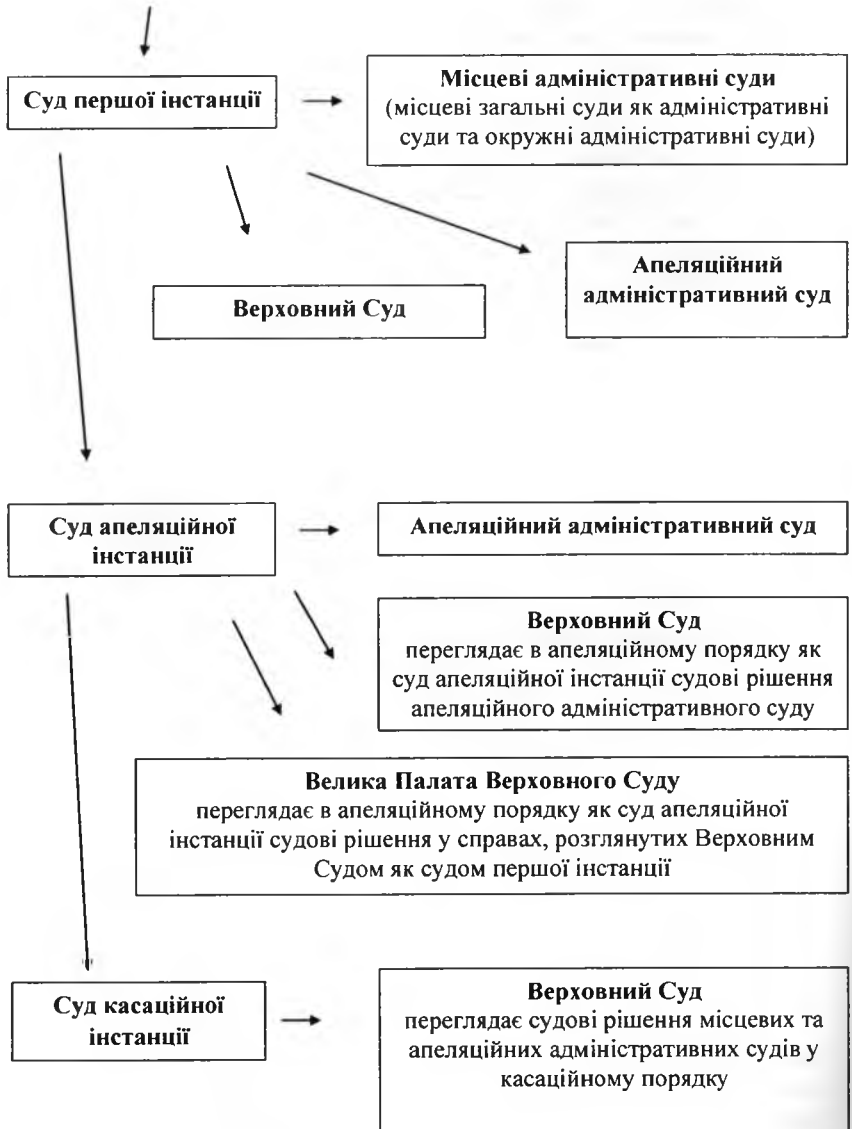 Суд першої інстанції
Місцеві адміністративні суди
(місцеві загальні суди як адміністративні
суди та окружні адміністративні суди)
Верховний Суд
Апеляційний
адміністративний суд
Суд апеляційної
інстанції
Апеляційний адміністративний суд
Верховний Суд
переглядає в апеляційному порядку як
суд апеляційної інстанції судові рішення
апеляційного адміністративного суду
Велика Палата Верховного Суду
переглядає в апеляційному порядку як суд апеляційної
інстанції судові рішення у справах, розглянутих Верховним
Судом як судом першої інстанції
Суд касаційної
інстанції
Верховний Суд
переглядає судові рішення місцевих та
апеляційних адміністративних судів у
касаційному порядку